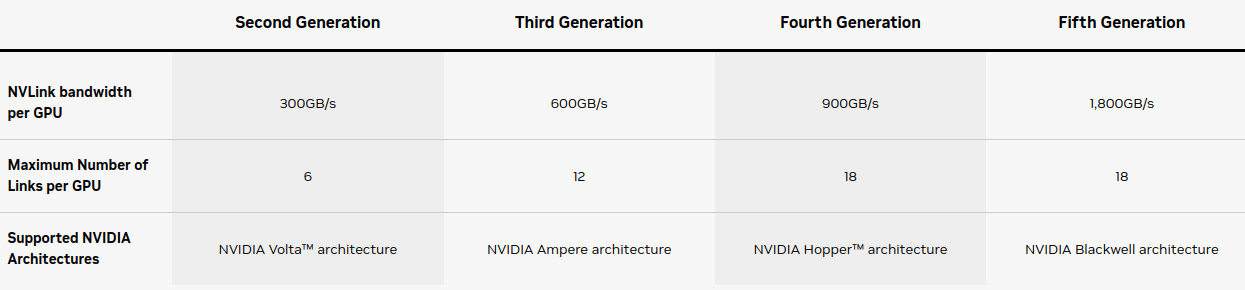 Second Generation Third Generation Fourth Generation Fifth Generation
NVLink bandwidth
per GPU
300GB/s 600GB/s 900GB/s 1,800GB/s
Maximum Number of
Links per GPU
6 12 18 18
Supported NVIDIA
Architectures
NVIDIA Volta™ architecture NVIDIA Ampere architecture NVIDIA Hopper™ architecture NVIDIA Blackwell architecture